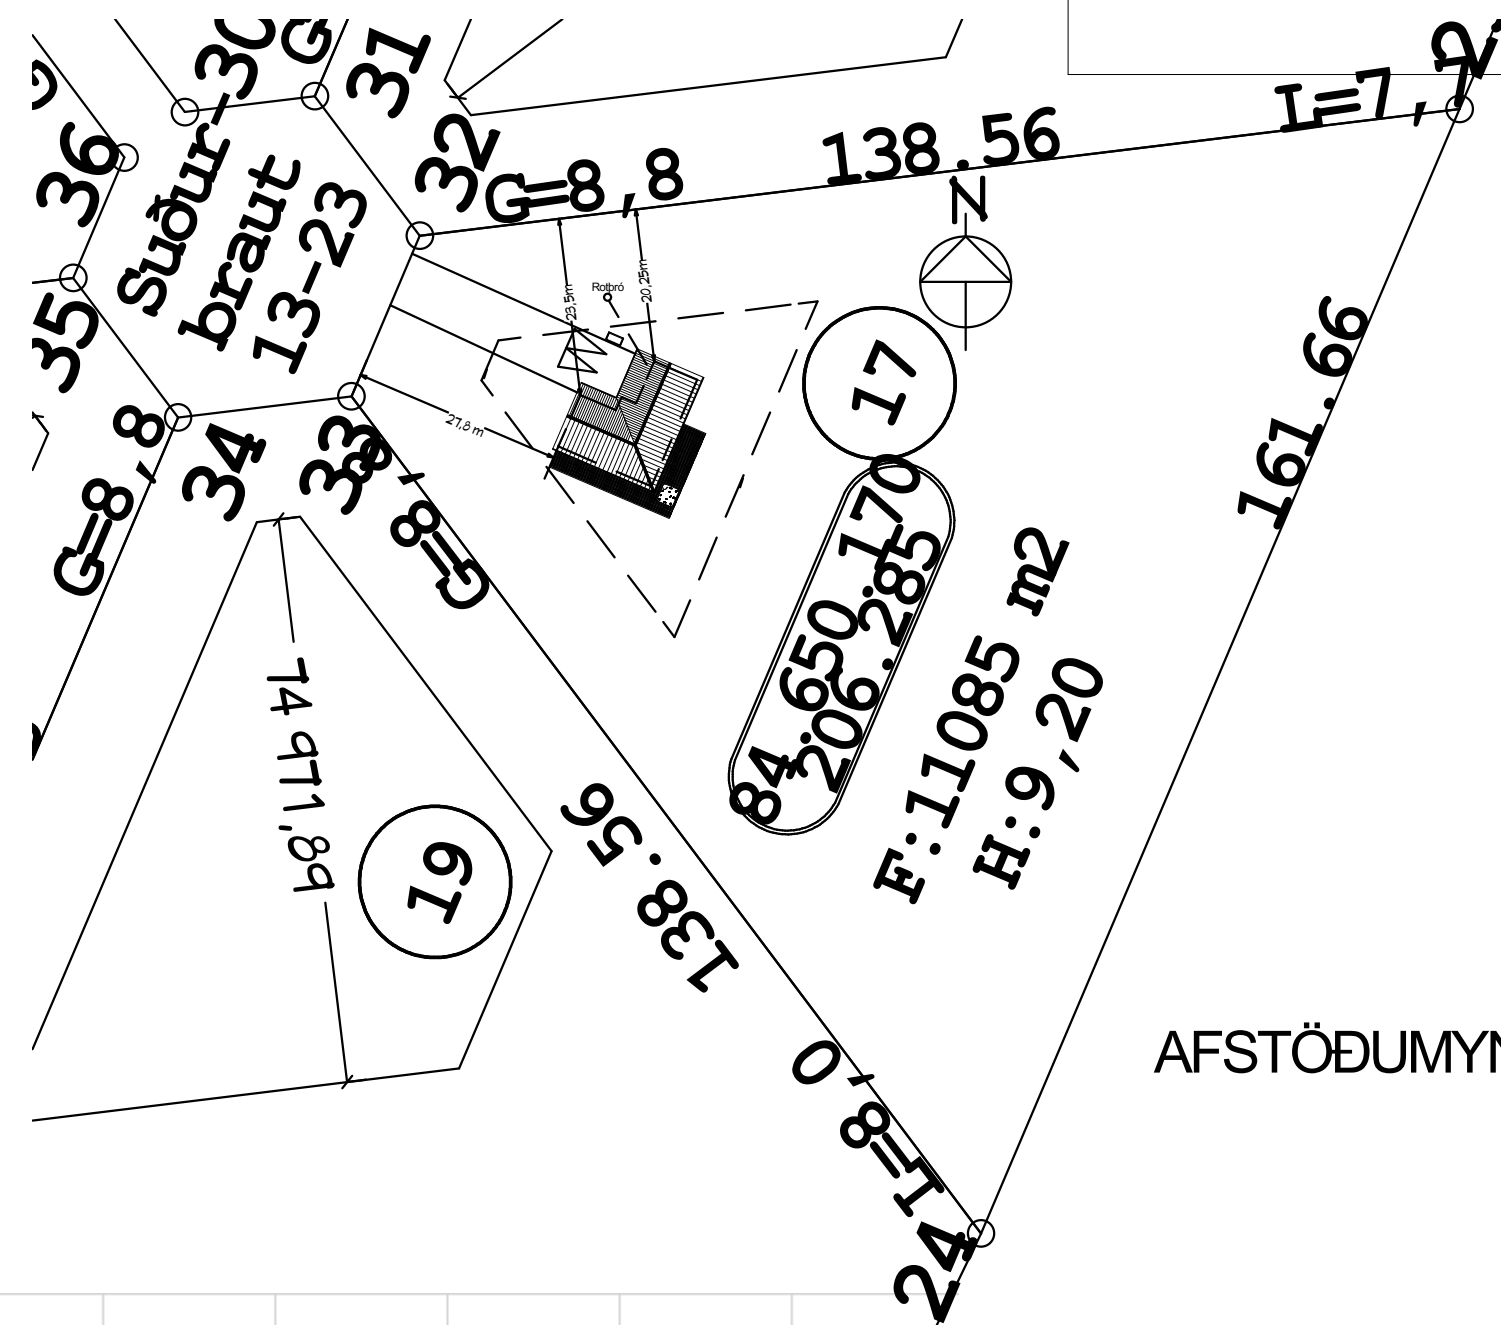 31
32
36
35
34
33
Suður-
braut
13-23
G=8,8
138.56
L=7,
N
23,5m
Rotbró
20,25m
27,8 m
17
161.66
G=8,8
G=8,8
84.650.170
206.285
F:11085 m2
H:9,20
74 971,89
19
138.56
L=8,0
24
AFSTÖÐUMYN